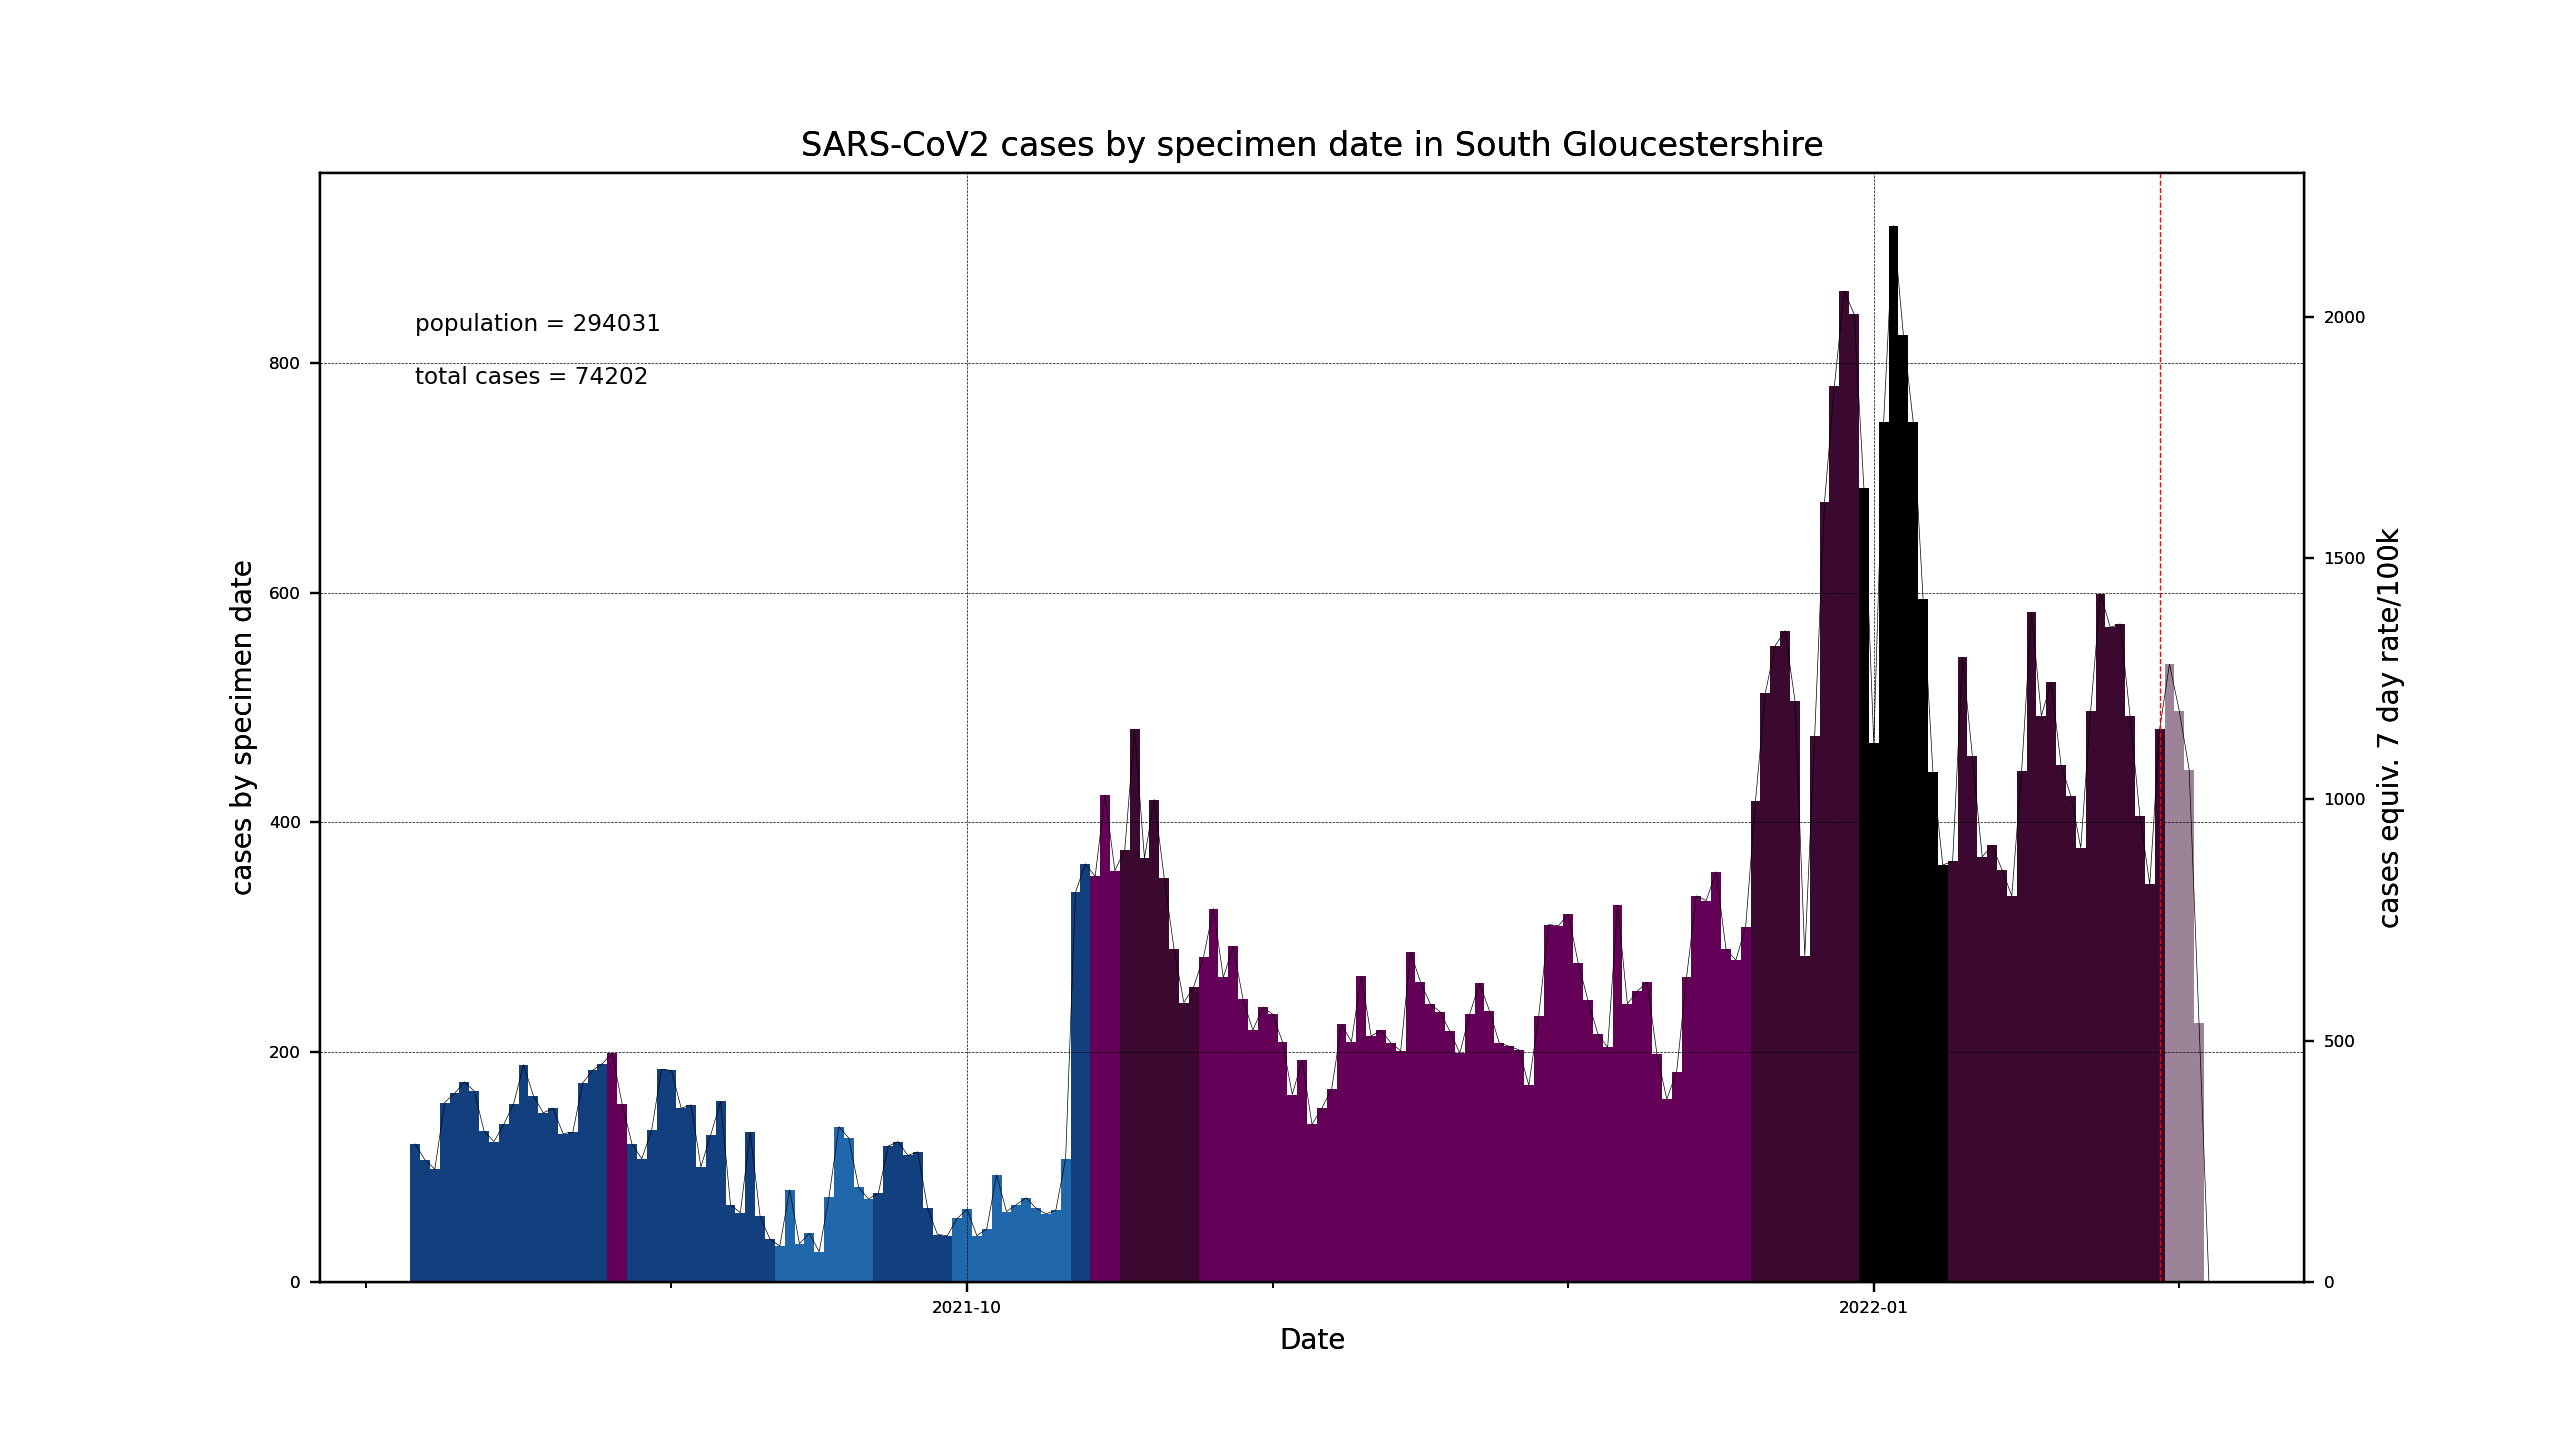 SARS-CoV2 cases by specimen date in South Gloucestershire
population = 294031
total cases = 74202
cases by specimen date
800
600
400
200
0
2000
1500
1000
500
0
cases equiv. 7 day rate/100k
2021-10
2022-01
Date